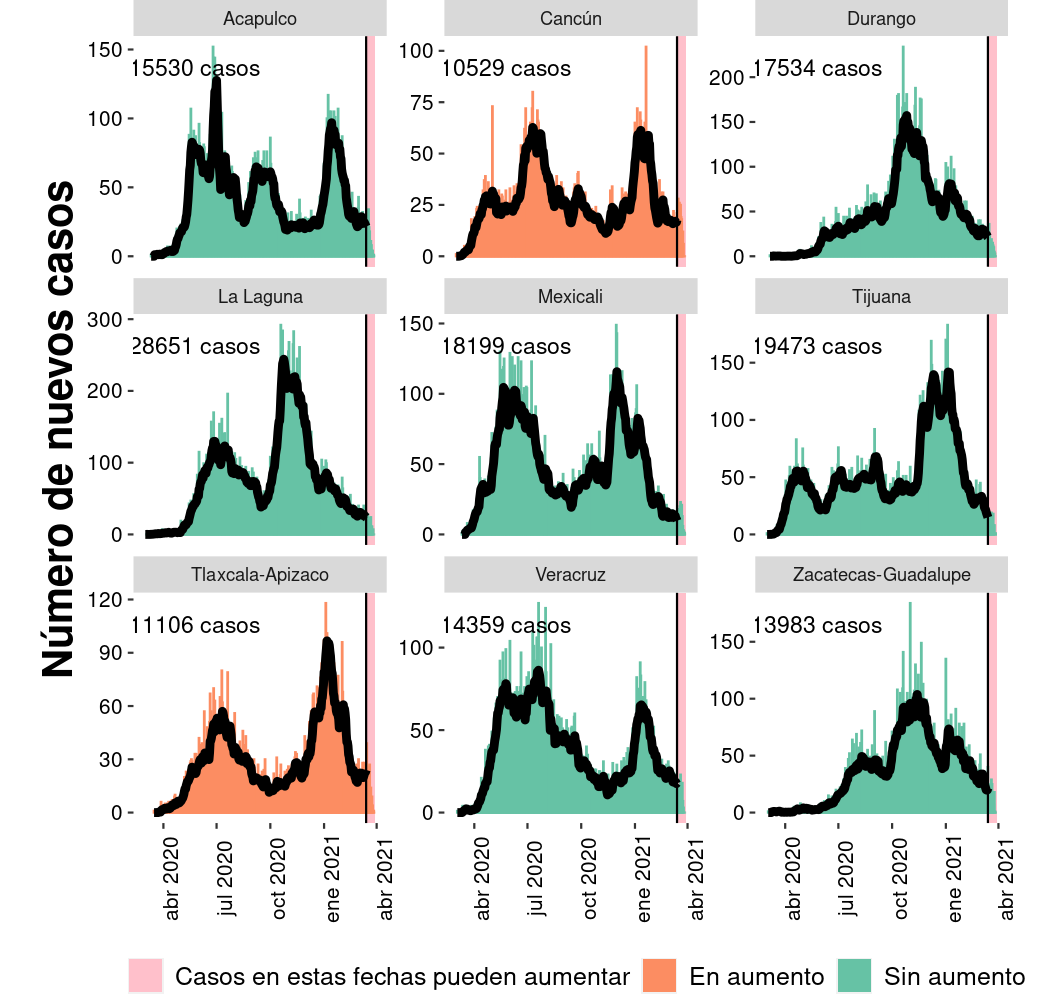 Número de nuevos casos
Acapulco
Cancún
Durango
150
100
50
0
15530 casos
100
75
50
25
0
10529 casos
200
150
100
50
0
17534 casos
La Laguna
Mexicali
Tijuana
300
200
100
0
28651 casos
150
100
50
0
18199 casos
150
100
50
0
19473 casos
Tlaxcala-Apizaco
Veracruz
Zacatecas-Guadalupe
120
90
60
30
0
11106 casos
100
50
0
14359 casos
150
100
50
0
13983 casos
abr 2020
jul 2020
oct 2020
ene 2021
abr 2021
abr 2020
jul 2020
oct 2020
ene 2021
abr 2021
abr 2020
jul 2020
oct 2020
ene 2021
abr 2021
Casos en estas fechas pueden aumentar
En aumento
Sin aumento